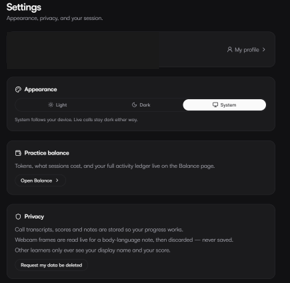 Settings
Appearance, privacy, and your session.
My profile
Appearance
Light
Dark
System
System follows your device. Live calls stay dark either way.
Practice balance
Tokens, what sessions cost, and your full activity ledger live on the Balance page.
Open Balance
Privacy
Call transcripts, scores and notes are stored so your progress works.
Webcam frames are read live for a body-language note, then discarded — never saved.
Other learners only ever see your display name and your score.
Request my data be deleted